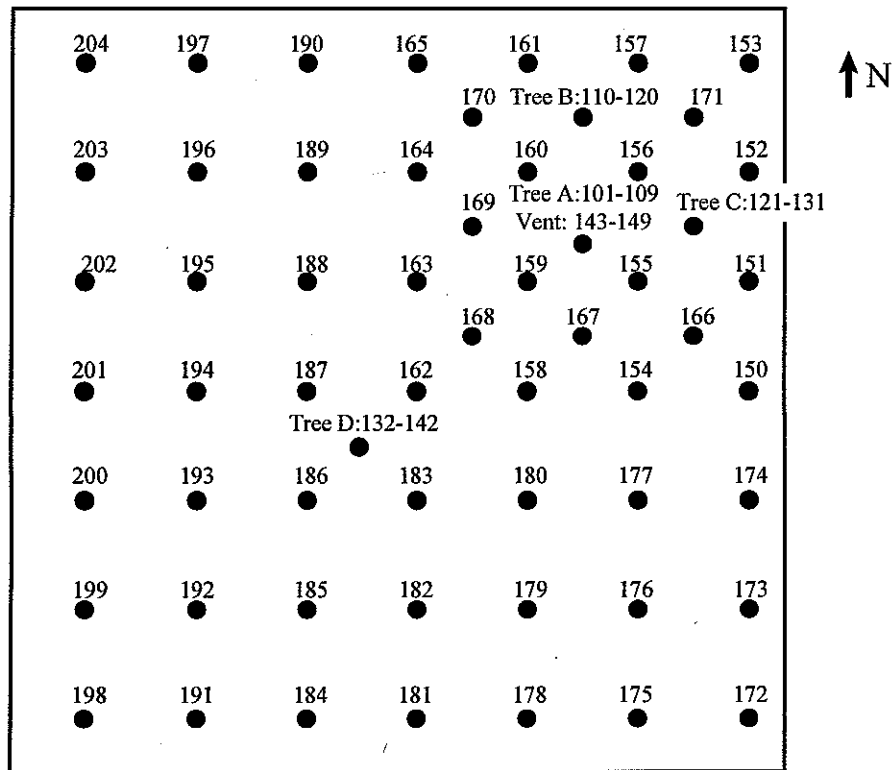 204 197 190 165 161 157 153
N
170 Tree B:110-120 171
203 196 189 164 160 156 152
169 Tree A:101-109 Tree C:121-131
Vent: 143-149
202 195 188 163 159 155 151
168 167 166
201 194 187 162 158 154 150
Tree D:132-142
200 193 186 183 180 177 174
199 192 185 182 179 176 173
198 191 184 181 178 175 172